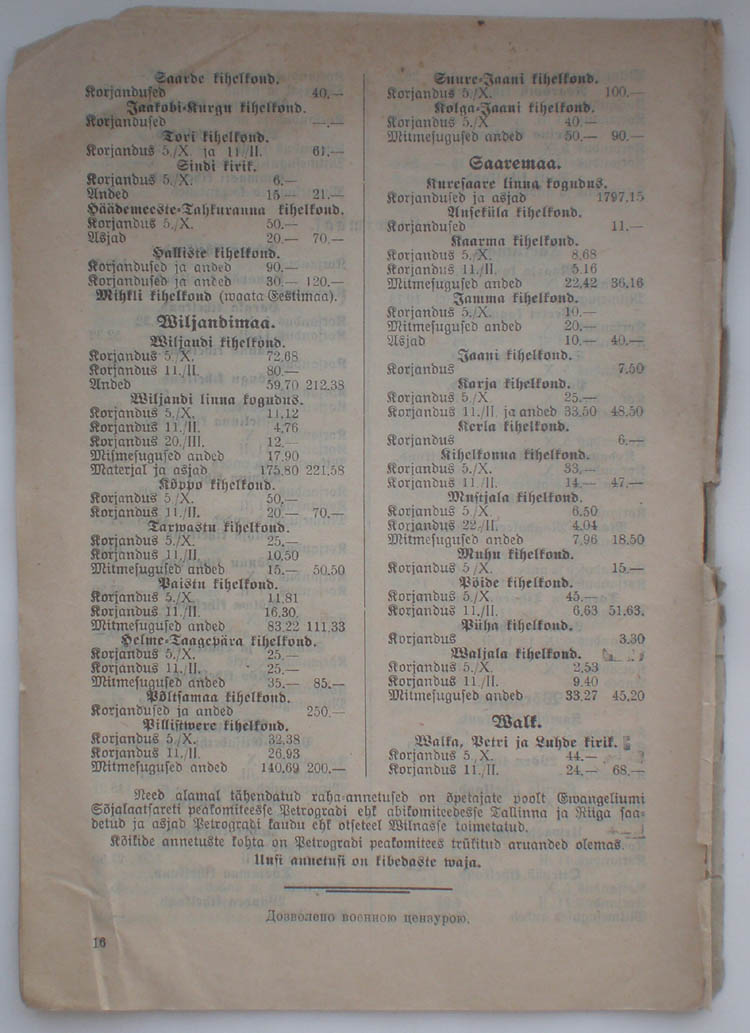 Saarde kihelkond.
Korjandused 40.—
Jaakobi-Kurgu kihelkond.
Korjandused —.—
Tori kihelkond.
Korjandus 5./X. ja 11./II. 61.—
Sindi kirik.
Korjandus 5./X. 6.—
Anded 15 — 21.—
Häädemeeste-Tahkuranna kihelkond.
Korjandus 5./X. 50.—
Asjad 20.— 70.—
Halliste kihelkond.
Korjandused ja anded 90.—
Korjandused ja anded 30.— 120.—
Mihkli kihelkond (waata Eestimaa).
Wiljandimaa.
Wiljandi kihelkond.
Korjandus 5./X. 72,68
Korjandus 11./II. 80.—
Anded 59,70 212,38
Wiljandi linna kogudus.
Korjandus 5./X. 11,12
Korjandus 11./II. 4,76
Korjandus 20./III. 12.—
Mismesugused anded 17,90
Materjal ja asjad 175,80 221,58
Köppo kihelkond.
Korjandus 5./X. 50.—
Korjandus 11./II. 20.— 70.—
Tarwastu kihelkond.
Korjandus 5./X. 25.—
Korjandus 11./II. 10,50
Mitmesugused anded 15.— 50,50
Paistu kihelkond.
Korjandus 5./X. 11,81
Korjandus 11./II. 16,30
Mitmesugused anded 83,22 111,33
Helme-Taagepära kihelkond.
Korjandus 5./X. 25.—
Korjandus 11./II. 25.—
Mitmesugused anded 35.— 85.—
Põltsamaa kihelkond.
Korjandused ja anded 250.—
Pillistwere kihelkond.
Korjandus 5./X. 32,38
Korjandus 11./II. 26,93
Mitmesugused anded 140,69 200,—
Suure-Jaani kihelkond.
Korjandus 5./X. 100.—
Kolga-Jaani kihelkond.
Korjandus 5./X. 40.—
Mitmesugused anded 50.— 90.—
Saaremaa.
Kuresaare linna kogudus.
Korjandused ja asjad 1797,15
Anseküla kihelkond.
Korjandused 11.—
Kaarma kihelkond.
Korjandus 5./X. 8,68
Korjandus 11./II. 5.16
Mitmesugused anded 22,42 36,16
Jamma kihelkond.
Korjandus 5./X. 10.—
Mitmesugused anded 20.—
Asjad 10.— 40.—
Jaani kihelkond.
Korjandus 7.50
Karja kihelkond.
Korjandus 5/X. 25.—
Korjandus 11./II. ja anded 33,50 48,50
Kerla kihelkond.
Korjandus 6.—
Kihelkonna kihelkond.
Korjandus 5./X. 33.—
Korjandus 11./II. 14.— 47.—
Mustjala kihelkond.
Korjandus 5./X. 6.50
Korjandus 22./II. 4.04
Mitmesugused anded 7,96 18.50
Muhu kihelkond.
Korjandus 5./X. 15.—
Pöide kihelkond.
Korjandus 5./X. 45.—
Korjandus 11./II. 6,63 51,63.
Püha kihelkond.
Korjandus 3.30
Waljala kihelkond.
Korjandus 5./X. 2,53
Korjandus 11./II. 9.40
Mitmesugused anded 33,27 45,20
Walk.
Walka, Petri ja Luhde kirik.
Korjandus 5./X. 44.—
Korjandus 11./II. 24.— 68.—
Need alamal tähendatud raha-annetused on õpetajate poolt Ewangeliumi
Sõjalaatsareti peakomiteesse Petrogradi ehk abikomiteedesse Tallinna ja Riiga saa-
detud ja asjad Petrogradi kaudu ehk otseteel Wilnasse toimetatud.
Kõikide annetuste kohta on Petrogradi peakomitees trükitud aruanded olemas.
Uusi annetusi on kibedaste waja.
Дозволено военною цензурою.
16